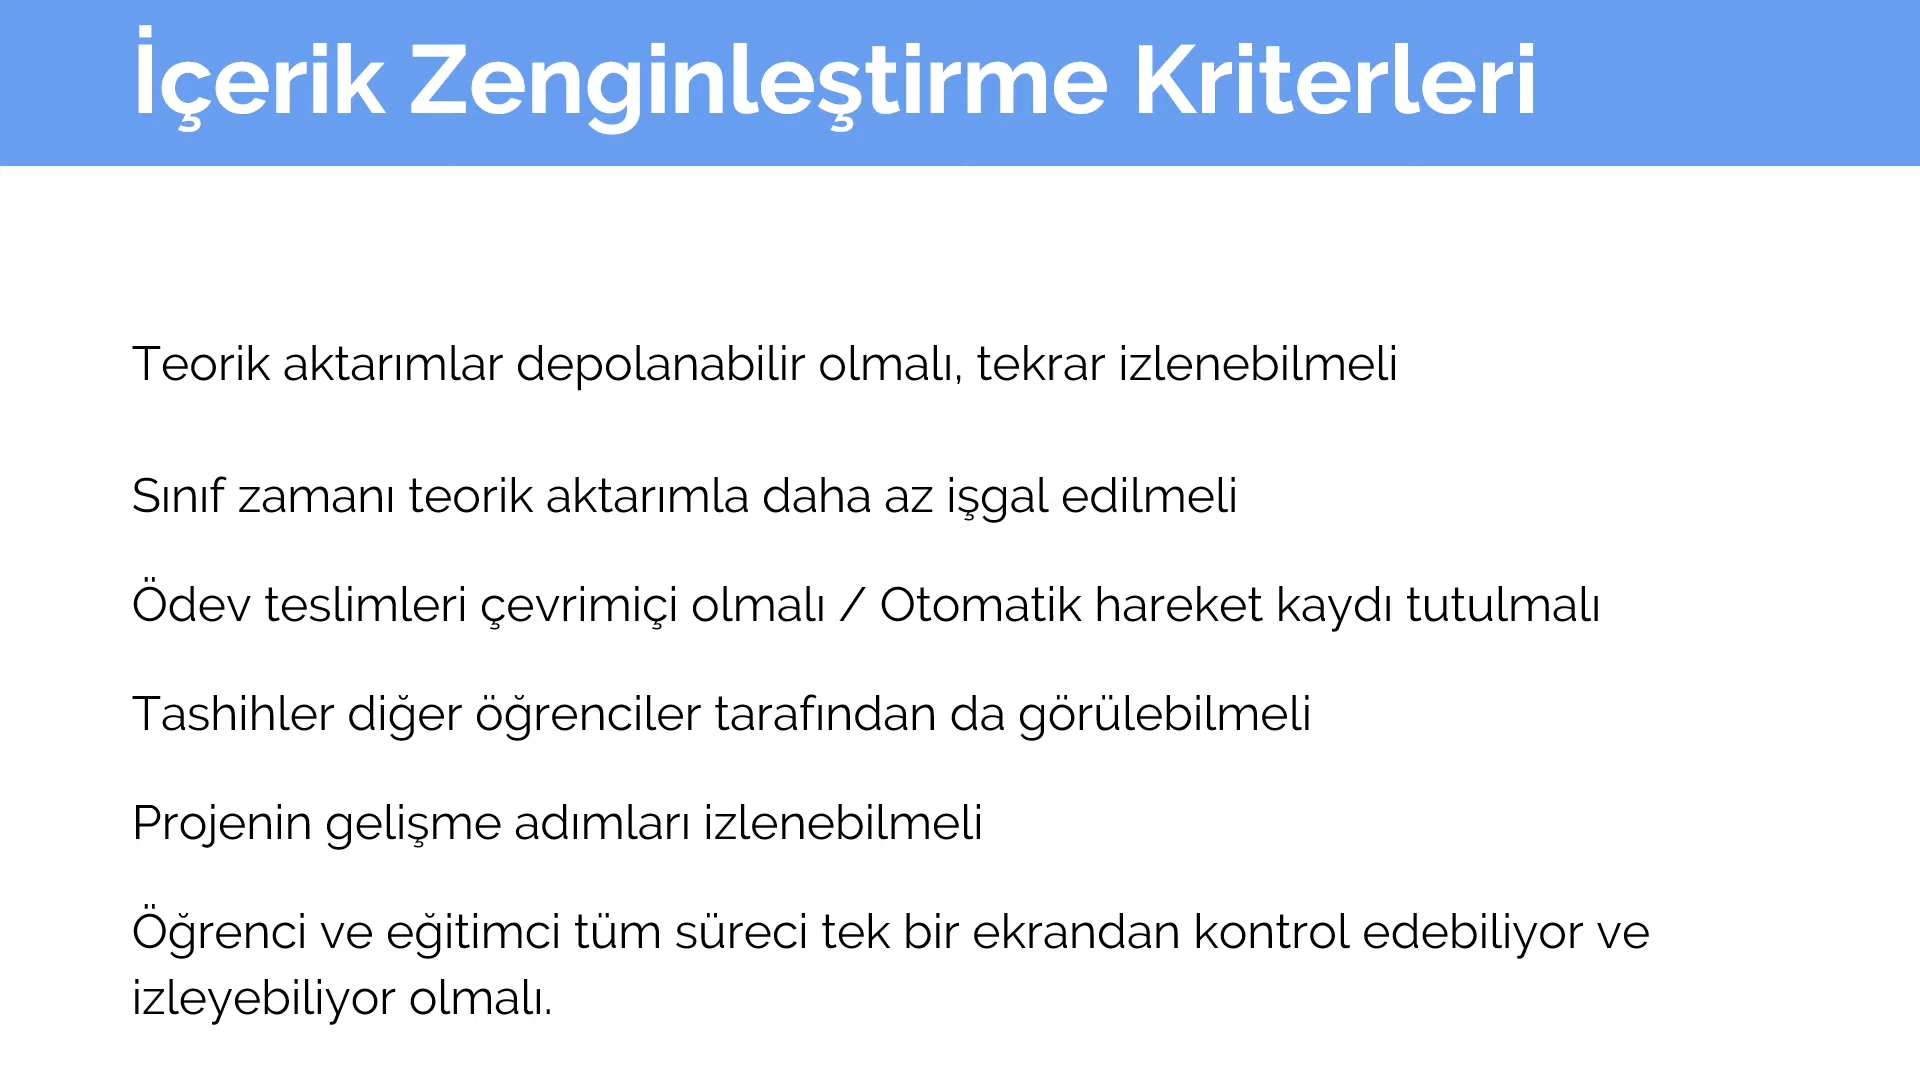 İçerik Zenginleştirme Kriterleri
Teorik aktarımlar depolanabilir olmalı, tekrar izlenebilmeli
Sınıf zamanı teorik aktarımla daha az işgal edilmeli
Ödev teslimleri çevrimiçi olmalı / Otomatik hareket kaydı tutulmalı
Tashihler diğer öğrenciler tarafından da görülebilmeli
Projenin gelişme adımları izlenebilmeli
Öğrenci ve eğitimci tüm süreci tek bir ekrandan kontrol edebiliyor ve
izleyebiliyor olmalı.